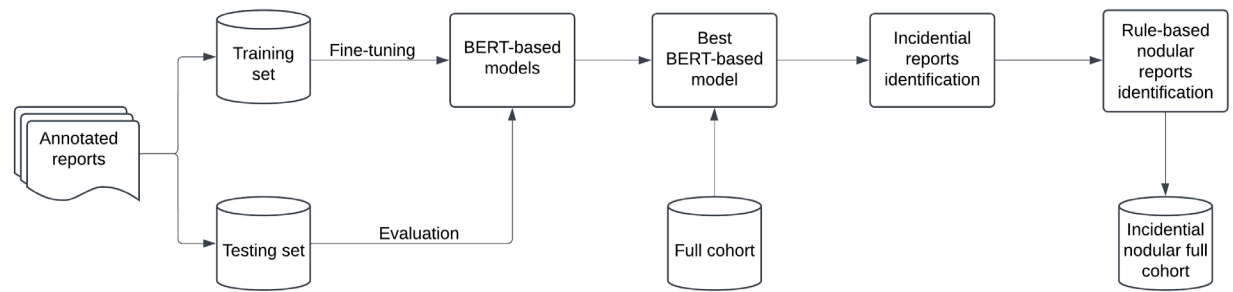 Annotated
reports
Training
set
Fine-tuning
Testing set
Evaluation
BERT-based
models
Best
BERT-based
model
Full cohort
Incidential
reports
identification
Rule-based
nodular
reports
identification
Incidential
nodular full
cohort